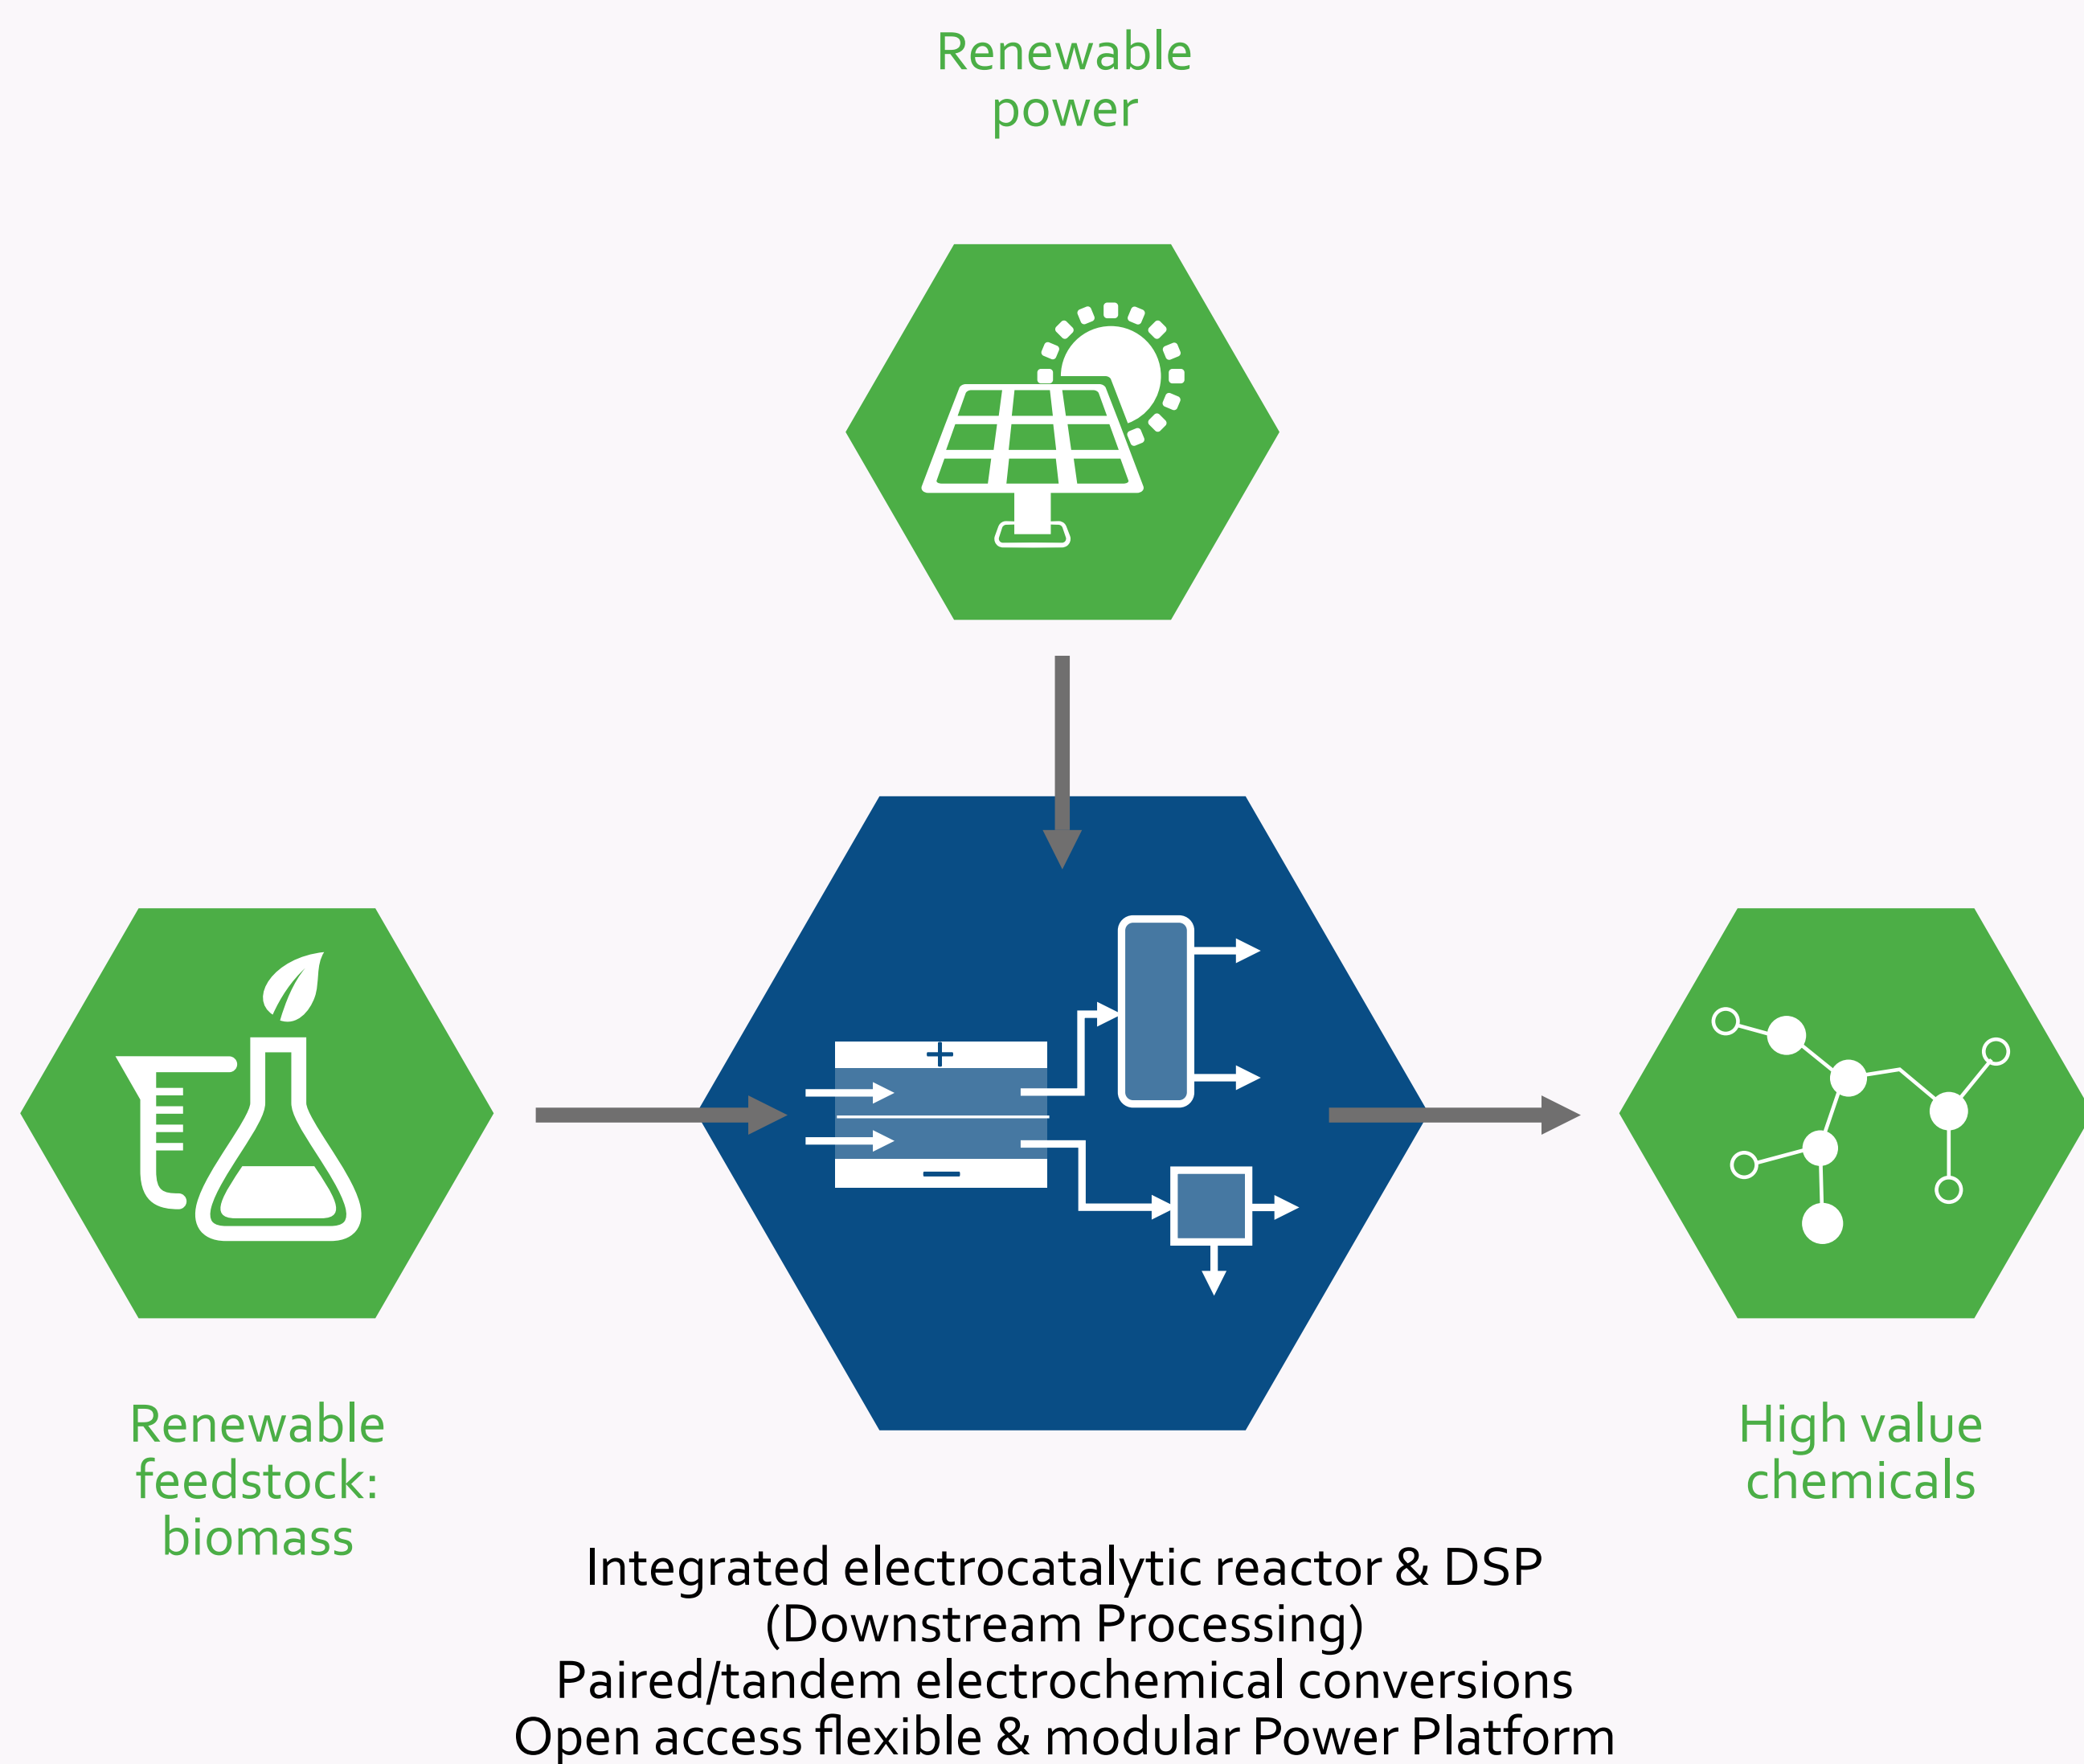 Renewable
power
Renewable
feedstock:
biomass
High value
chemicals
Integrated electrocatalytic reactor & DSP
(Downstream Processing)
Paired/tandem electrochemical conversions
Open access flexible & modular Power Platform